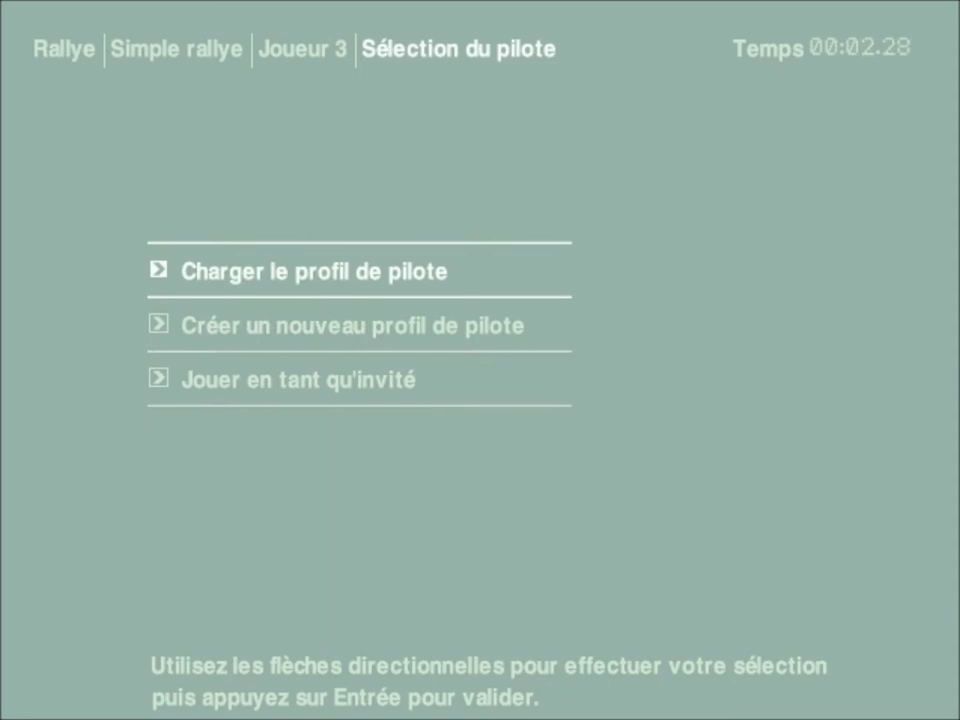 Rallye Simple rallye Joueur 3 Sélection du pilote Temps 00:02.28
Charger le profil de pilote
Créer un nouveau profil de pilote
Jouer en tant qu'invité
Utilisez les flèches directionnelles pour effectuer votre sélection
puis appuyez sur Entrée pour valider.